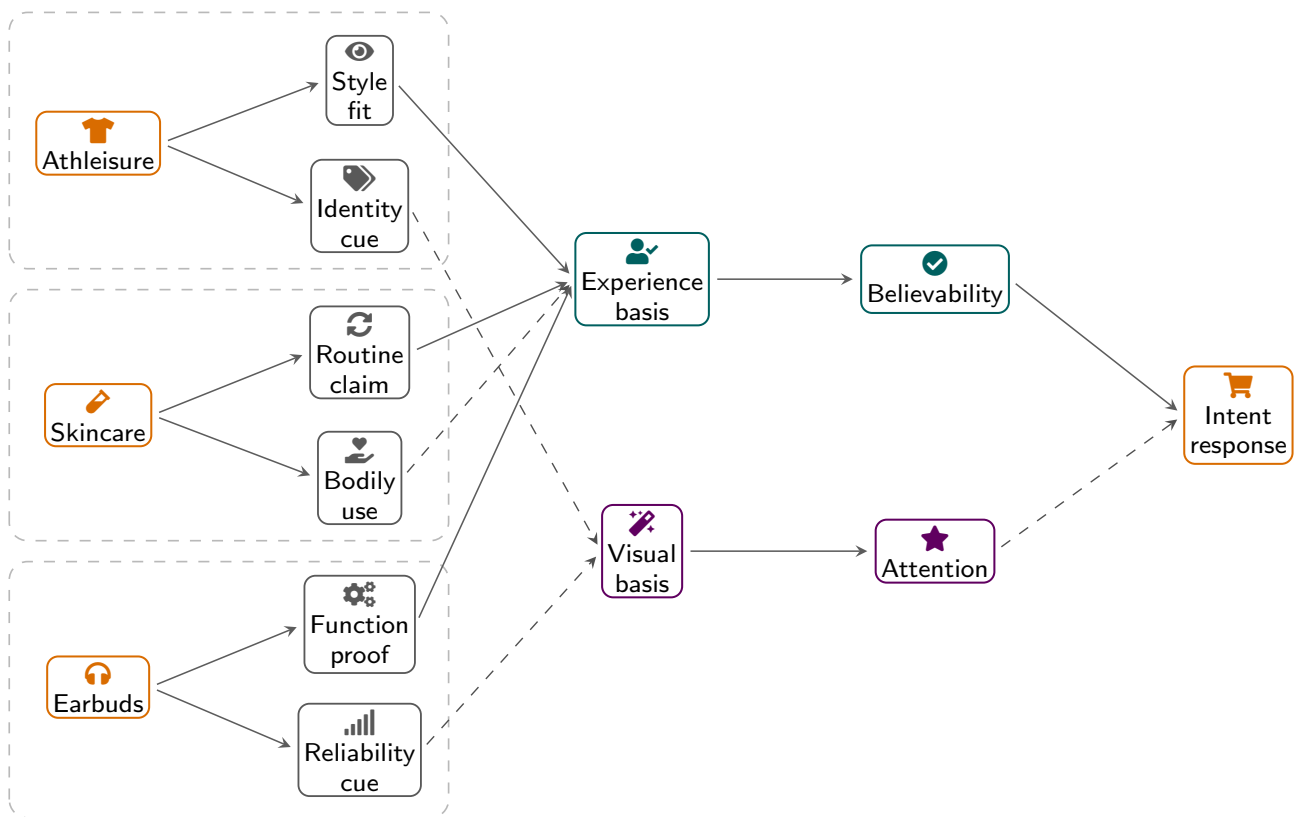 Athleisure
Style
fit
Identity
cue
Skincare
Routine
claim
Bodily
use
Earbuds
Function
proof
Reliability
cue
Experience
basis
Visual
basis
Believability
Attention
Intent
response